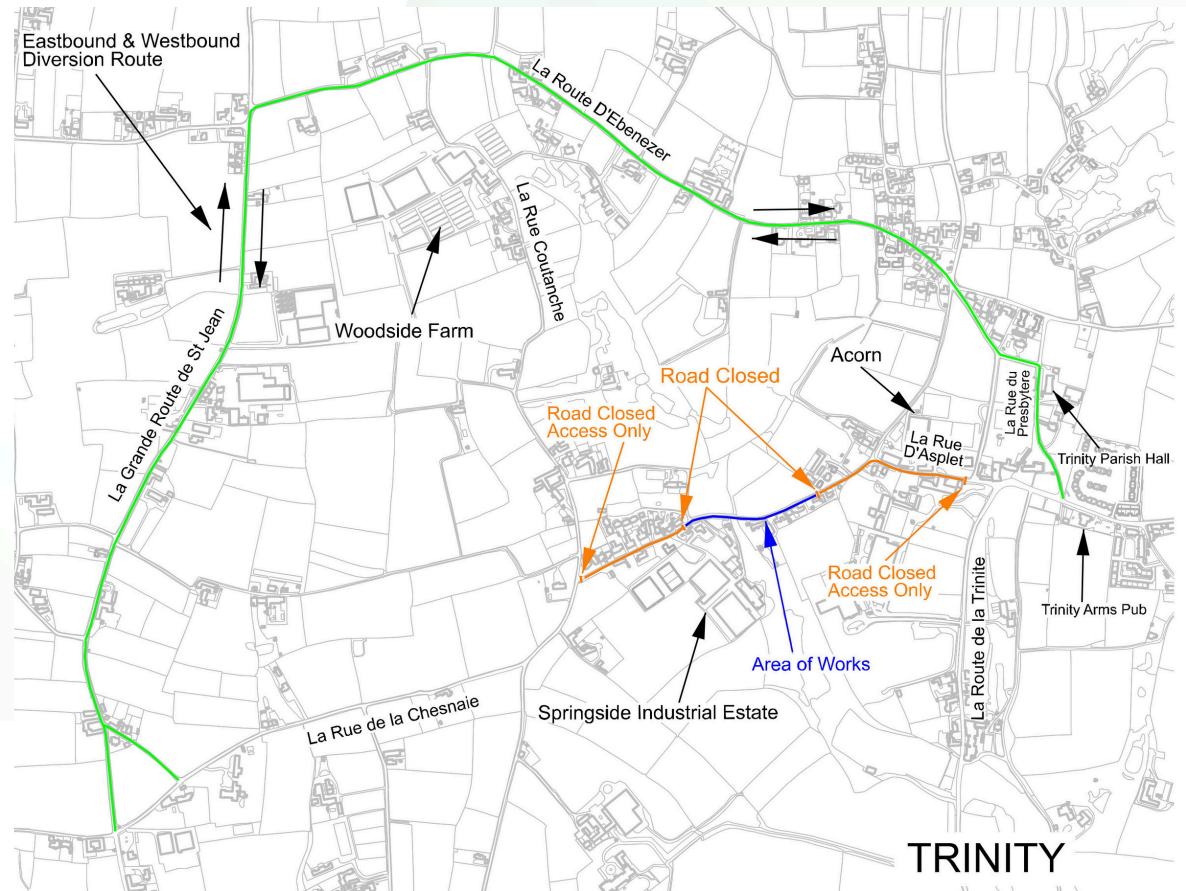 Eastbound & Westbound
Diversion Route
La Route D'Ebenezer
La Rue Coutanche
Woodside Farm
La Grande Route de St Jean
Acorn
Road Closed
La Rue du
Presbytere
Road Closed
Access Only
La Rue
D'Asplet
Trinity Parish Hall
Road Closed
Access Only
Trinity Arms Pub
Area of Works
La Route de la Trinite
Springside Industrial Estate
La Rue de la Chesnaie
TRINITY